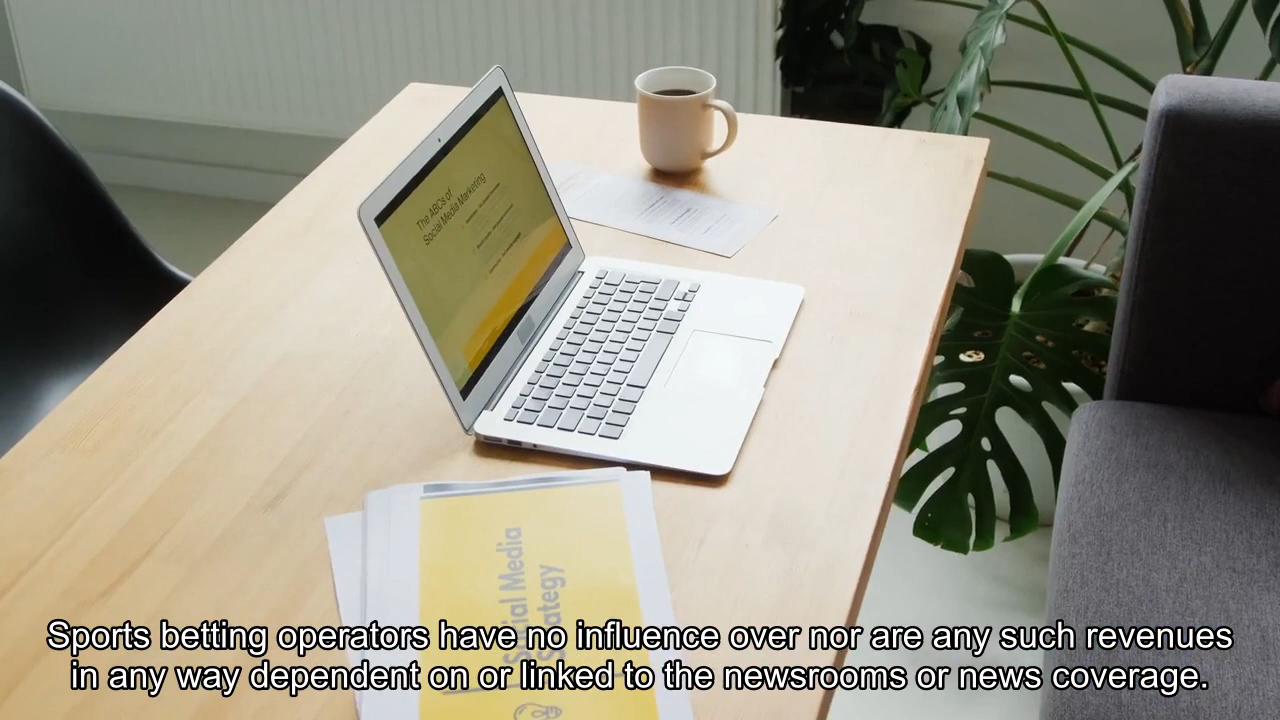 The ABCs of
Social Media Marketing
Social Media
Strategy
Sports betting operators have no influence over nor are any such revenues
in any way dependent on or linked to the newsrooms or news coverage.